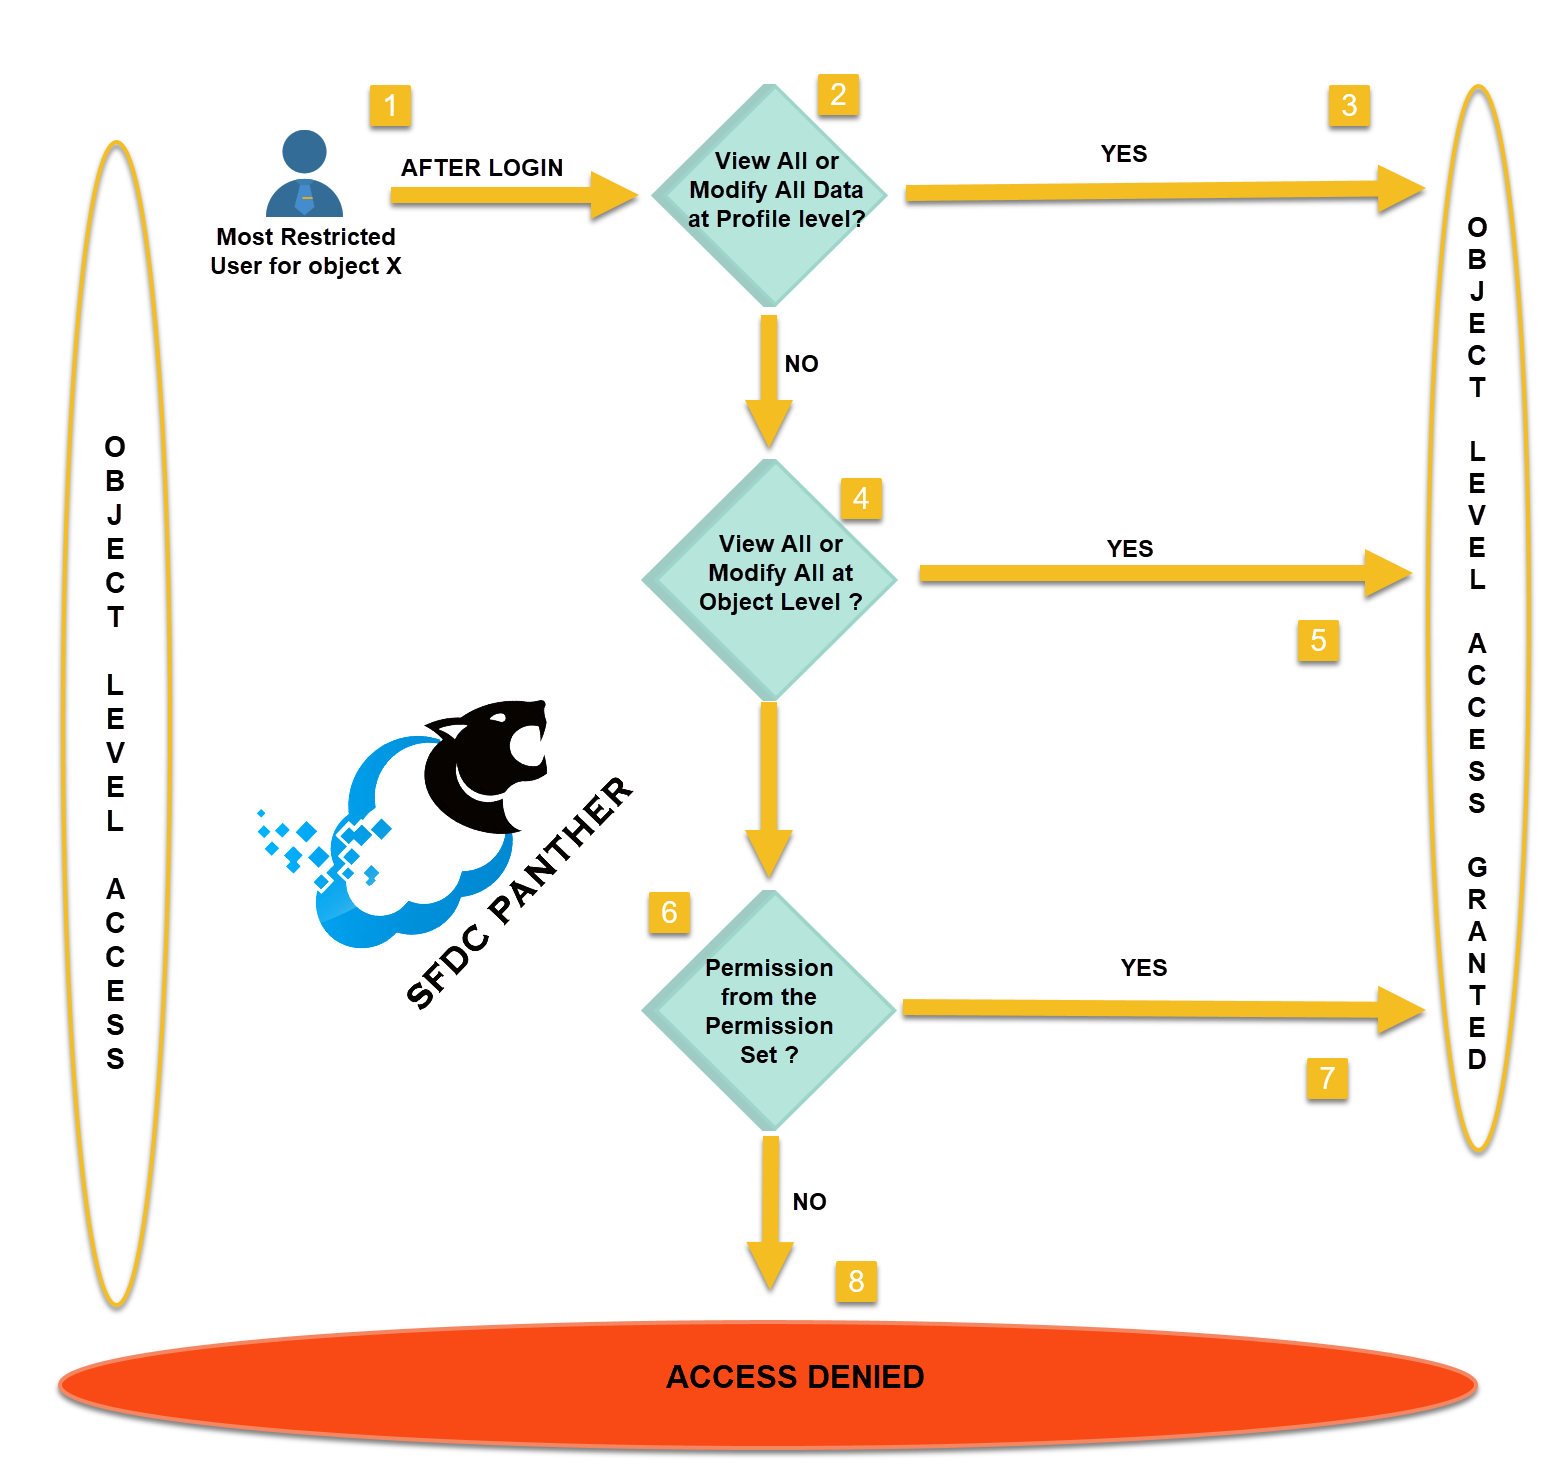 1
2
3
AFTER LOGIN
View All or
Modify All Data
at Profile level?
YES
Most Restricted
User for object X
NO
4
View All or
Modify All at
Object Level ?
YES
5
OBJECT LEVEL ACCESS
OBJECT LEVEL ACCESS GRANTED
SFDC PANTHER
6
Permission
from the
Permission
Set ?
YES
7
NO
8
ACCESS DENIED